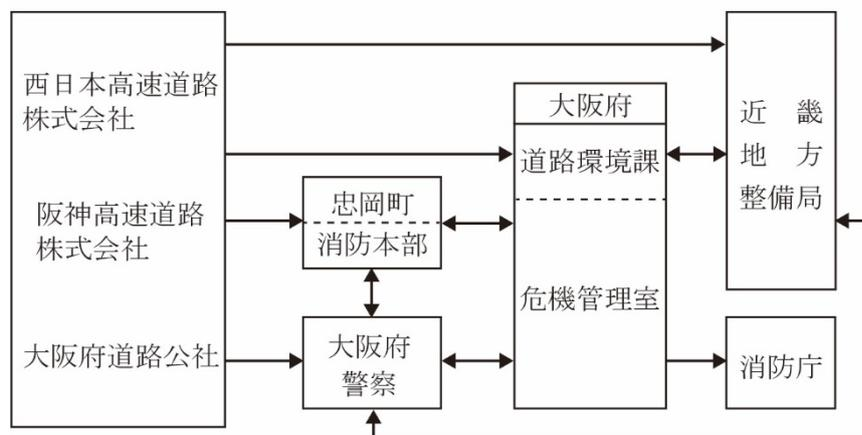 西日本高速道路
株式会社
阪神高速道路
株式会社
大阪府道路公社
忠岡町
消防本部
大阪府
警察
大阪府
道路環境課
危機管理室
近畿
地方
整備局
消防庁